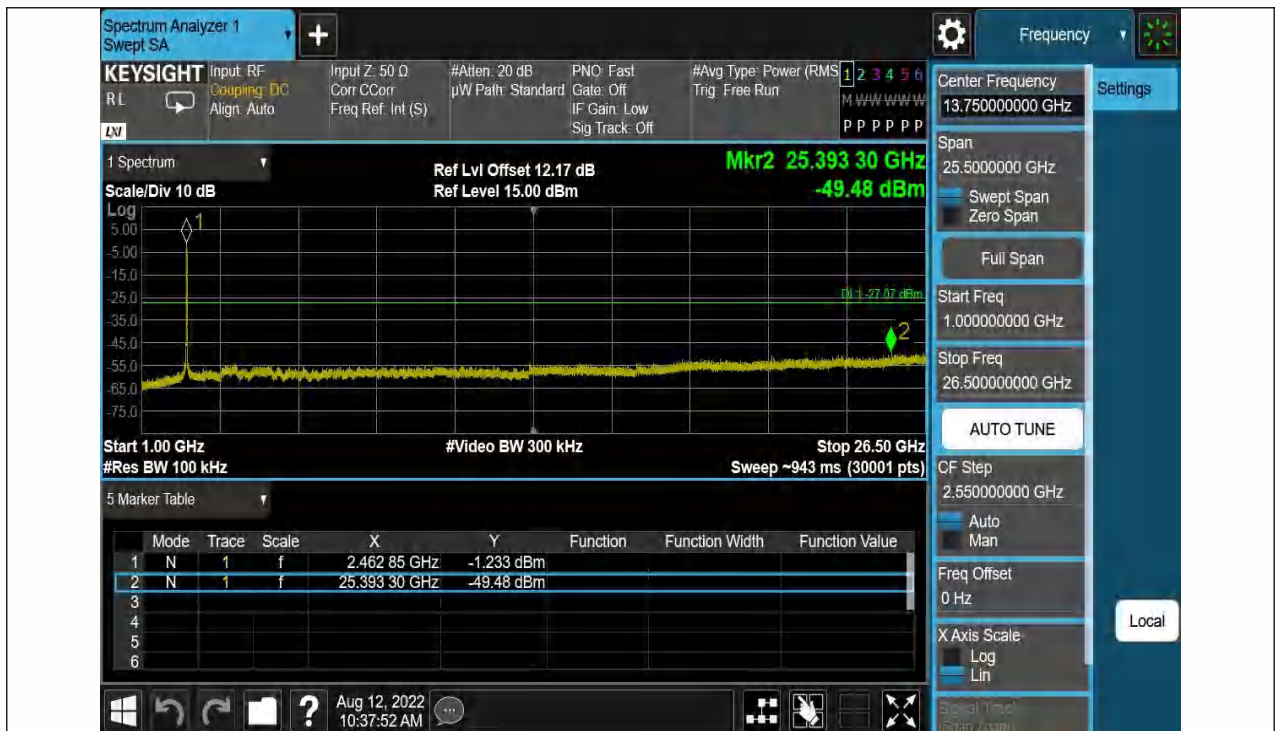 Spectrum Analyzer 1
Swept SA
+
Frequency
KEYSIGHT
RL
LXI
Input: RF
Coupling: DC
Align: Auto
Input Z: 50 Ω
Corr CCorr
Freq Ref: Int (S)
#Atten: 20 dB
µW Path: Standard
PNO: Fast
Gate: Off
IF Gain: Low
Sig Track: Off
#Avg Type: Power (RMS
Trig: Free Run
1 2 3 4 5 6
M W W W W W
P P P P P P
1 Spectrum
Scale/Div 10 dB
Ref Lvl Offset 12.17 dB
Ref Level 15.00 dBm
Mkr2 25.393 30 GHz
-49.48 dBm
Log
5.00
-5.00
-15.0
-25.0
-35.0
-45.0
-55.0
-65.0
-75.0
1
DL1 -27.07 dBm
2
Start 1.00 GHz
#Video BW 300 kHz
Stop 26.50 GHz
#Res BW 100 kHz
Sweep ~943 ms (30001 pts)
5 Marker Table
Mode Trace Scale X Y Function Function Width Function Value
1 N 1 f 2.462 85 GHz -1.233 dBm
2 N 1 f 25.393 30 GHz -49.48 dBm
3
4
5
6
?
Aug 12, 2022
10:37:52 AM
Center Frequency
13.750000000 GHz
Settings
Span
25.5000000 GHz
Swept Span
Zero Span
Full Span
Start Freq
1.000000000 GHz
Stop Freq
26.500000000 GHz
AUTO TUNE
CF Step
2.550000000 GHz
Auto
Man
Freq Offset
0 Hz
X Axis Scale
Log
Lin
Local
Signal Track
(Span Zoom)